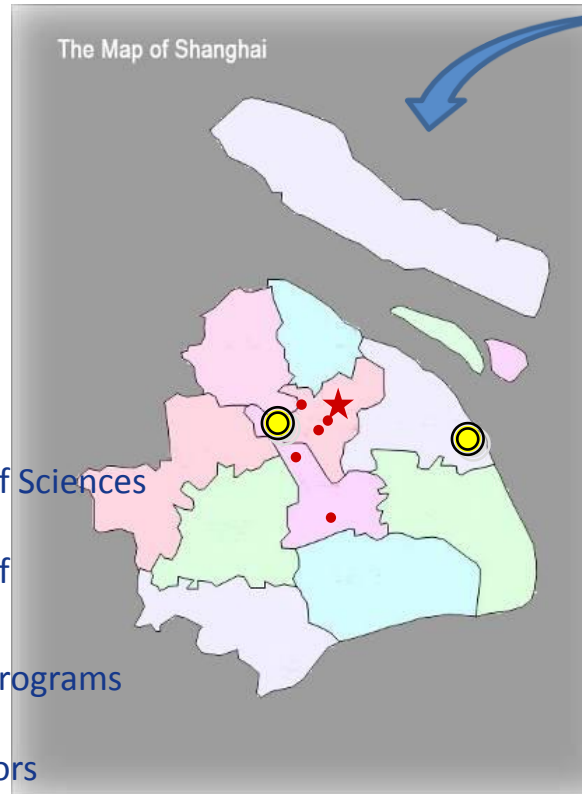 The Map of Shanghai
f Sciences
f
rograms
ors